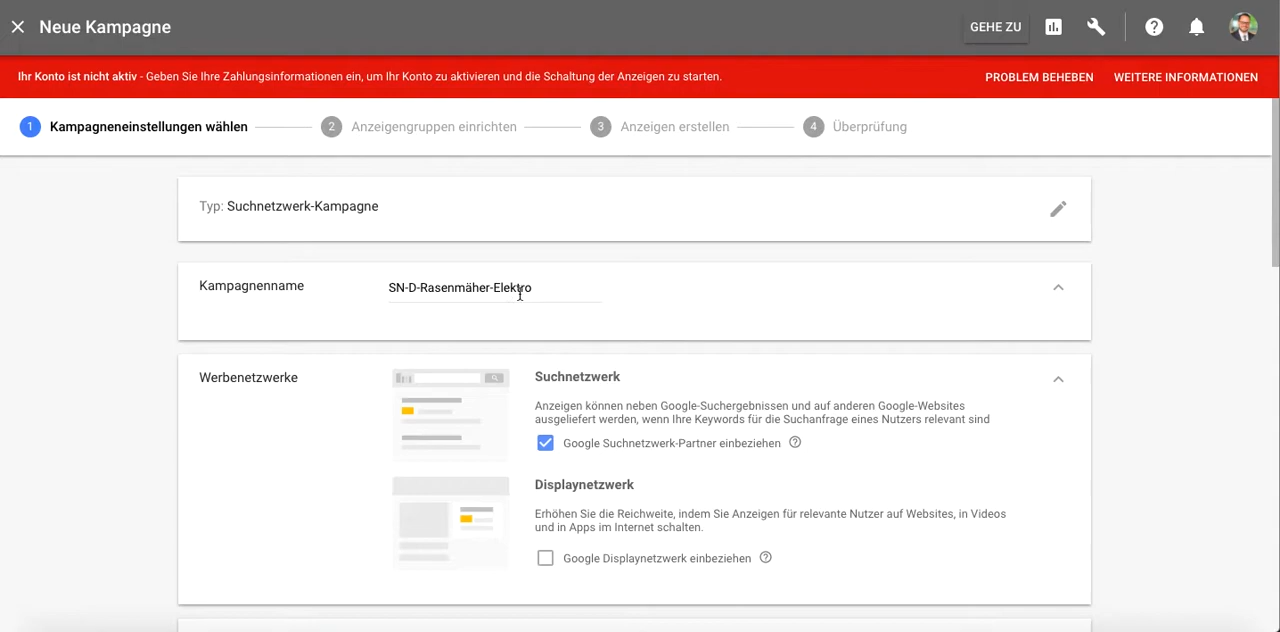 Neue Kampagne
GEHE ZU
Ihr Konto ist nicht aktiv - Geben Sie Ihre Zahlungsinformationen ein, um Ihr Konto zu aktivieren und die Schaltung der Anzeigen zu starten.
PROBLEM BEHEBEN
WEITERE INFORMATIONEN
1 Kampagneneinstellungen wählen
2 Anzeigengruppen einrichten
3 Anzeigen erstellen
4 Überprüfung
Typ: Suchnetzwerk-Kampagne
Kampagnenname
SN-D-Rasenmäher-Elektro
Werbenetzwerke
Suchnetzwerk
Anzeigen können neben Google-Suchergebnissen und auf anderen Google-Websites
ausgeliefert werden, wenn Ihre Keywords für die Suchanfrage eines Nutzers relevant sind
Google Suchnetzwerk-Partner einbeziehen
Displaynetzwerk
Erhöhen Sie die Reichweite, indem Sie Anzeigen für relevante Nutzer auf Websites, in Videos
und in Apps im Internet schalten.
Google Displaynetzwerk einbeziehen